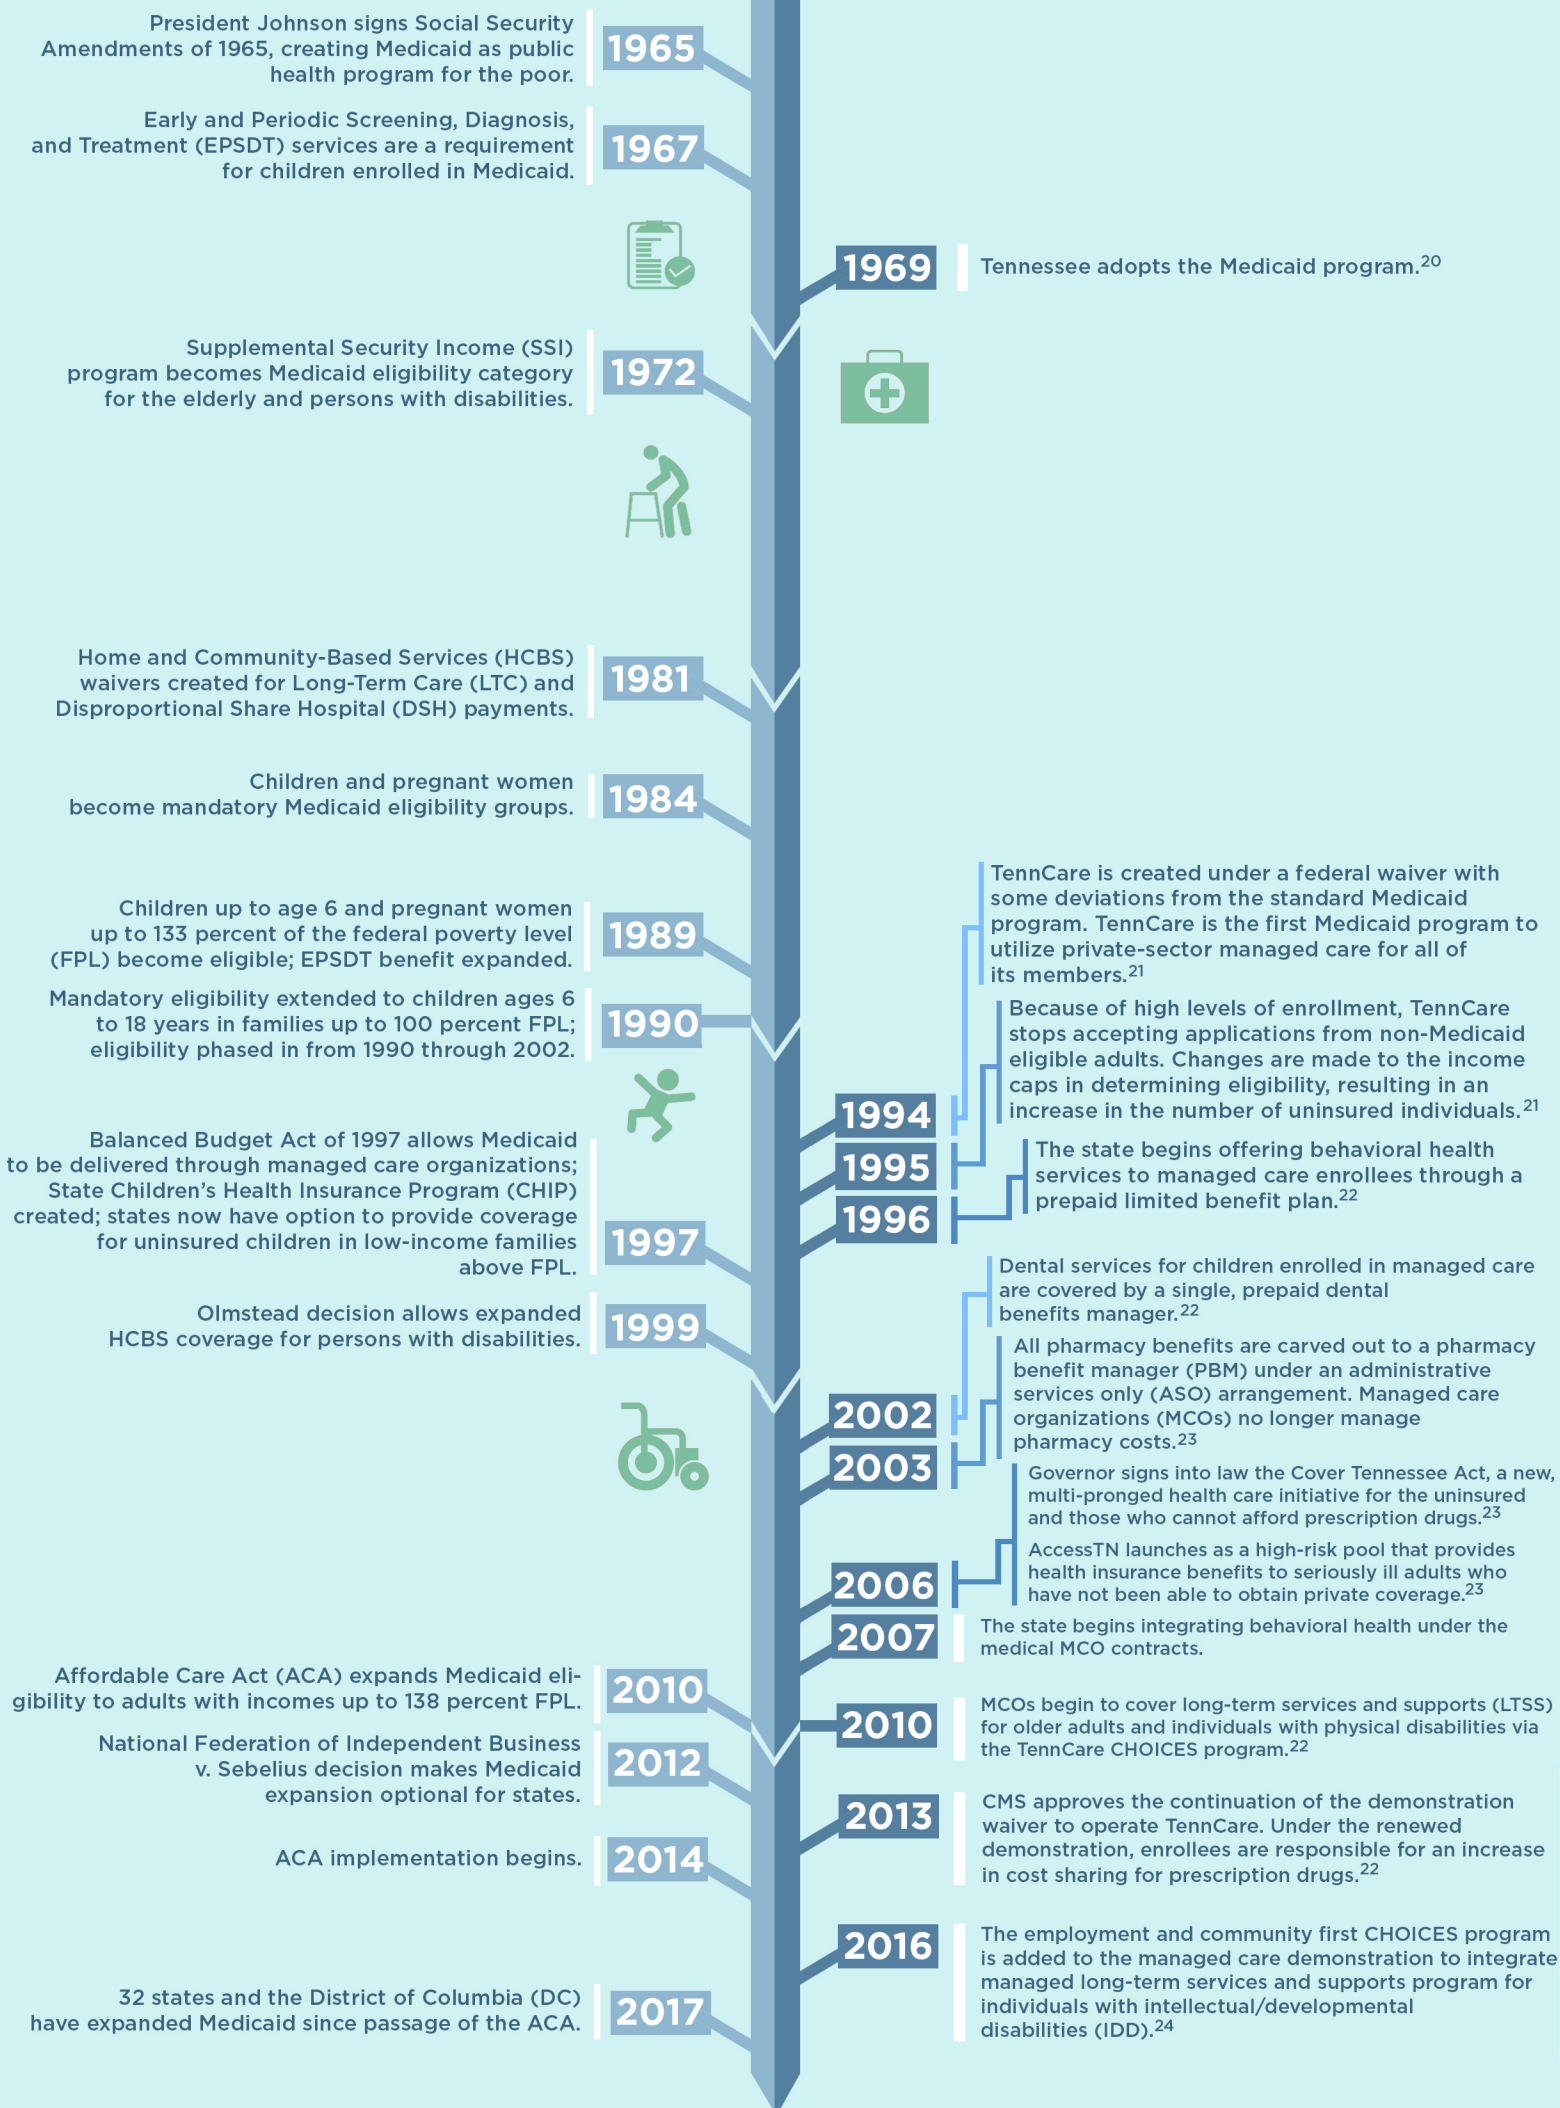 President Johnson signs Social Security
Amendments of 1965, creating Medicaid as public
health program for the poor.
1965
Early and Periodic Screening, Diagnosis,
and Treatment (EPSDT) services are a requirement
for children enrolled in Medicaid.
1967
1969
Tennessee adopts the Medicaid program.20
Supplemental Security Income (SSI)
program becomes Medicaid eligibility category
for the elderly and persons with disabilities.
1972
Home and Community-Based Services (HCBS)
waivers created for Long-Term Care (LTC) and
Disproportional Share Hospital (DSH) payments.
1981
Children and pregnant women
become mandatory Medicaid eligibility groups.
1984
Children up to age 6 and pregnant women
up to 133 percent of the federal poverty level
(FPL) become eligible; EPSDT benefit expanded.
1989
Mandatory eligibility extended to children ages 6
to 18 years in families up to 100 percent FPL;
eligibility phased in from 1990 through 2002.
1990
1994
TennCare is created under a federal waiver with
some deviations from the standard Medicaid
program. TennCare is the first Medicaid program to
utilize private-sector managed care for all of
its members.21
1995
Because of high levels of enrollment, TennCare
stops accepting applications from non-Medicaid
eligible adults. Changes are made to the income
caps in determining eligibility, resulting in an
increase in the number of uninsured individuals.21
1996
The state begins offering behavioral health
services to managed care enrollees through a
prepaid limited benefit plan.22
Balanced Budget Act of 1997 allows Medicaid
to be delivered through managed care organizations;
State Children’s Health Insurance Program (CHIP)
created; states now have option to provide coverage
for uninsured children in low-income families
above FPL.
1997
Olmstead decision allows expanded
HCBS coverage for persons with disabilities.
1999
2002
Dental services for children enrolled in managed care
are covered by a single, prepaid dental
benefits manager.22
2003
All pharmacy benefits are carved out to a pharmacy
benefit manager (PBM) under an administrative
services only (ASO) arrangement. Managed care
organizations (MCOs) no longer manage
pharmacy costs.23
2006
Governor signs into law the Cover Tennessee Act, a new,
multi-pronged health care initiative for the uninsured
and those who cannot afford prescription drugs.23
AccessTN launches as a high-risk pool that provides
health insurance benefits to seriously ill adults who
have not been able to obtain private coverage.23
2007
The state begins integrating behavioral health under the
medical MCO contracts.
Affordable Care Act (ACA) expands Medicaid eli-
gibility to adults with incomes up to 138 percent FPL.
2010
2010
MCOs begin to cover long-term services and supports (LTSS)
for older adults and individuals with physical disabilities via
the TennCare CHOICES program.22
National Federation of Independent Business
v. Sebelius decision makes Medicaid
expansion optional for states.
2012
2013
CMS approves the continuation of the demonstration
waiver to operate TennCare. Under the renewed
demonstration, enrollees are responsible for an increase
in cost sharing for prescription drugs.22
ACA implementation begins.
2014
2016
The employment and community first CHOICES program
is added to the managed care demonstration to integrate
managed long-term services and supports program for
individuals with intellectual/developmental
disabilities (IDD).24
32 states and the District of Columbia (DC)
have expanded Medicaid since passage of the ACA.
2017